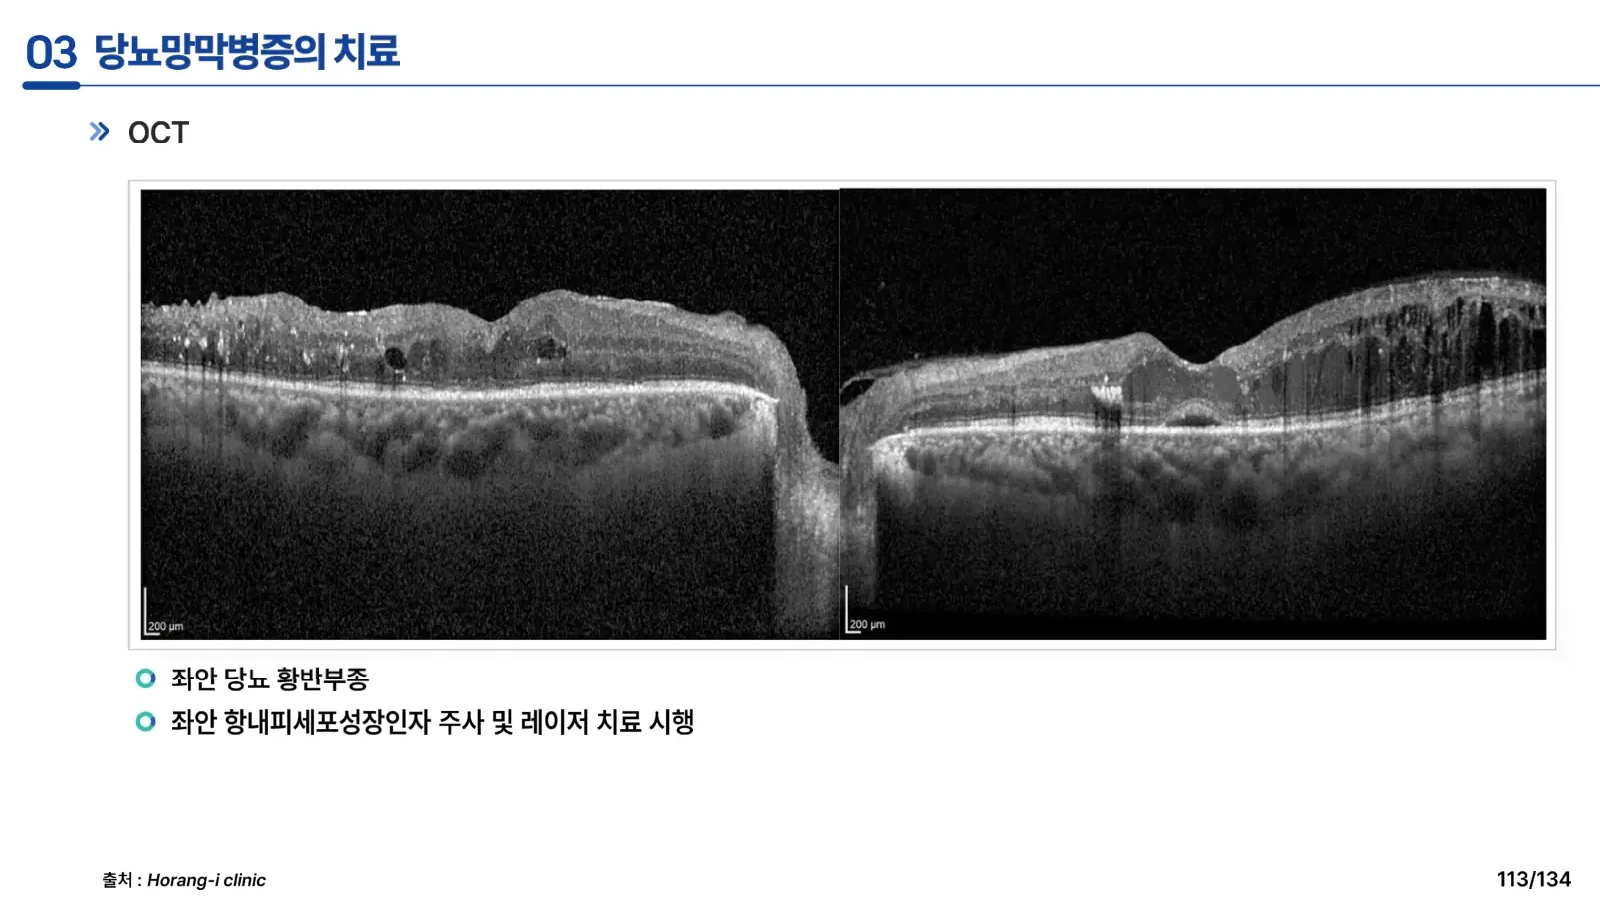 03 당뇨망막병증의 치료
OCT
200 µm
200 µm
좌안 당뇨 황반부종
좌안 항내피세포성장인자 주사 및 레이저 치료 시행
출처 : Horang-i clinic
113/134